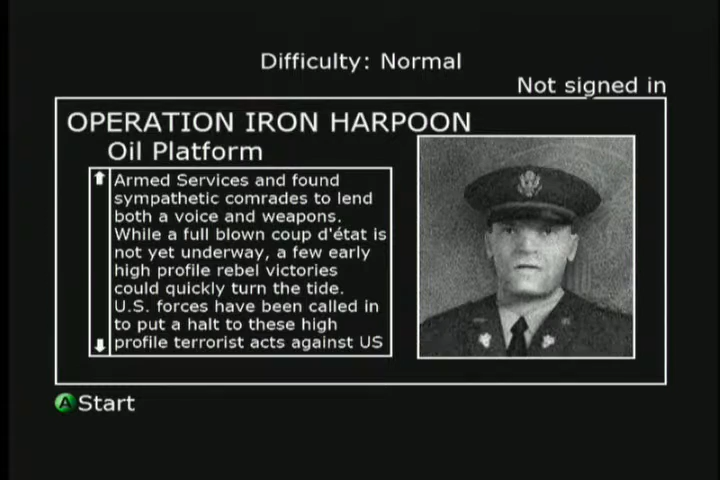 Difficulty: Normal
Not signed in
OPERATION IRON HARPOON
Oil Platform
Armed Services and found
sympathetic comrades to lend
both a voice and weapons.
While a full blown coup d'état is
not yet underway, a few early
high profile rebel victories
could quickly turn the tide.
U.S. forces have been called in
to put a halt to these high
profile terrorist acts against US
A Start